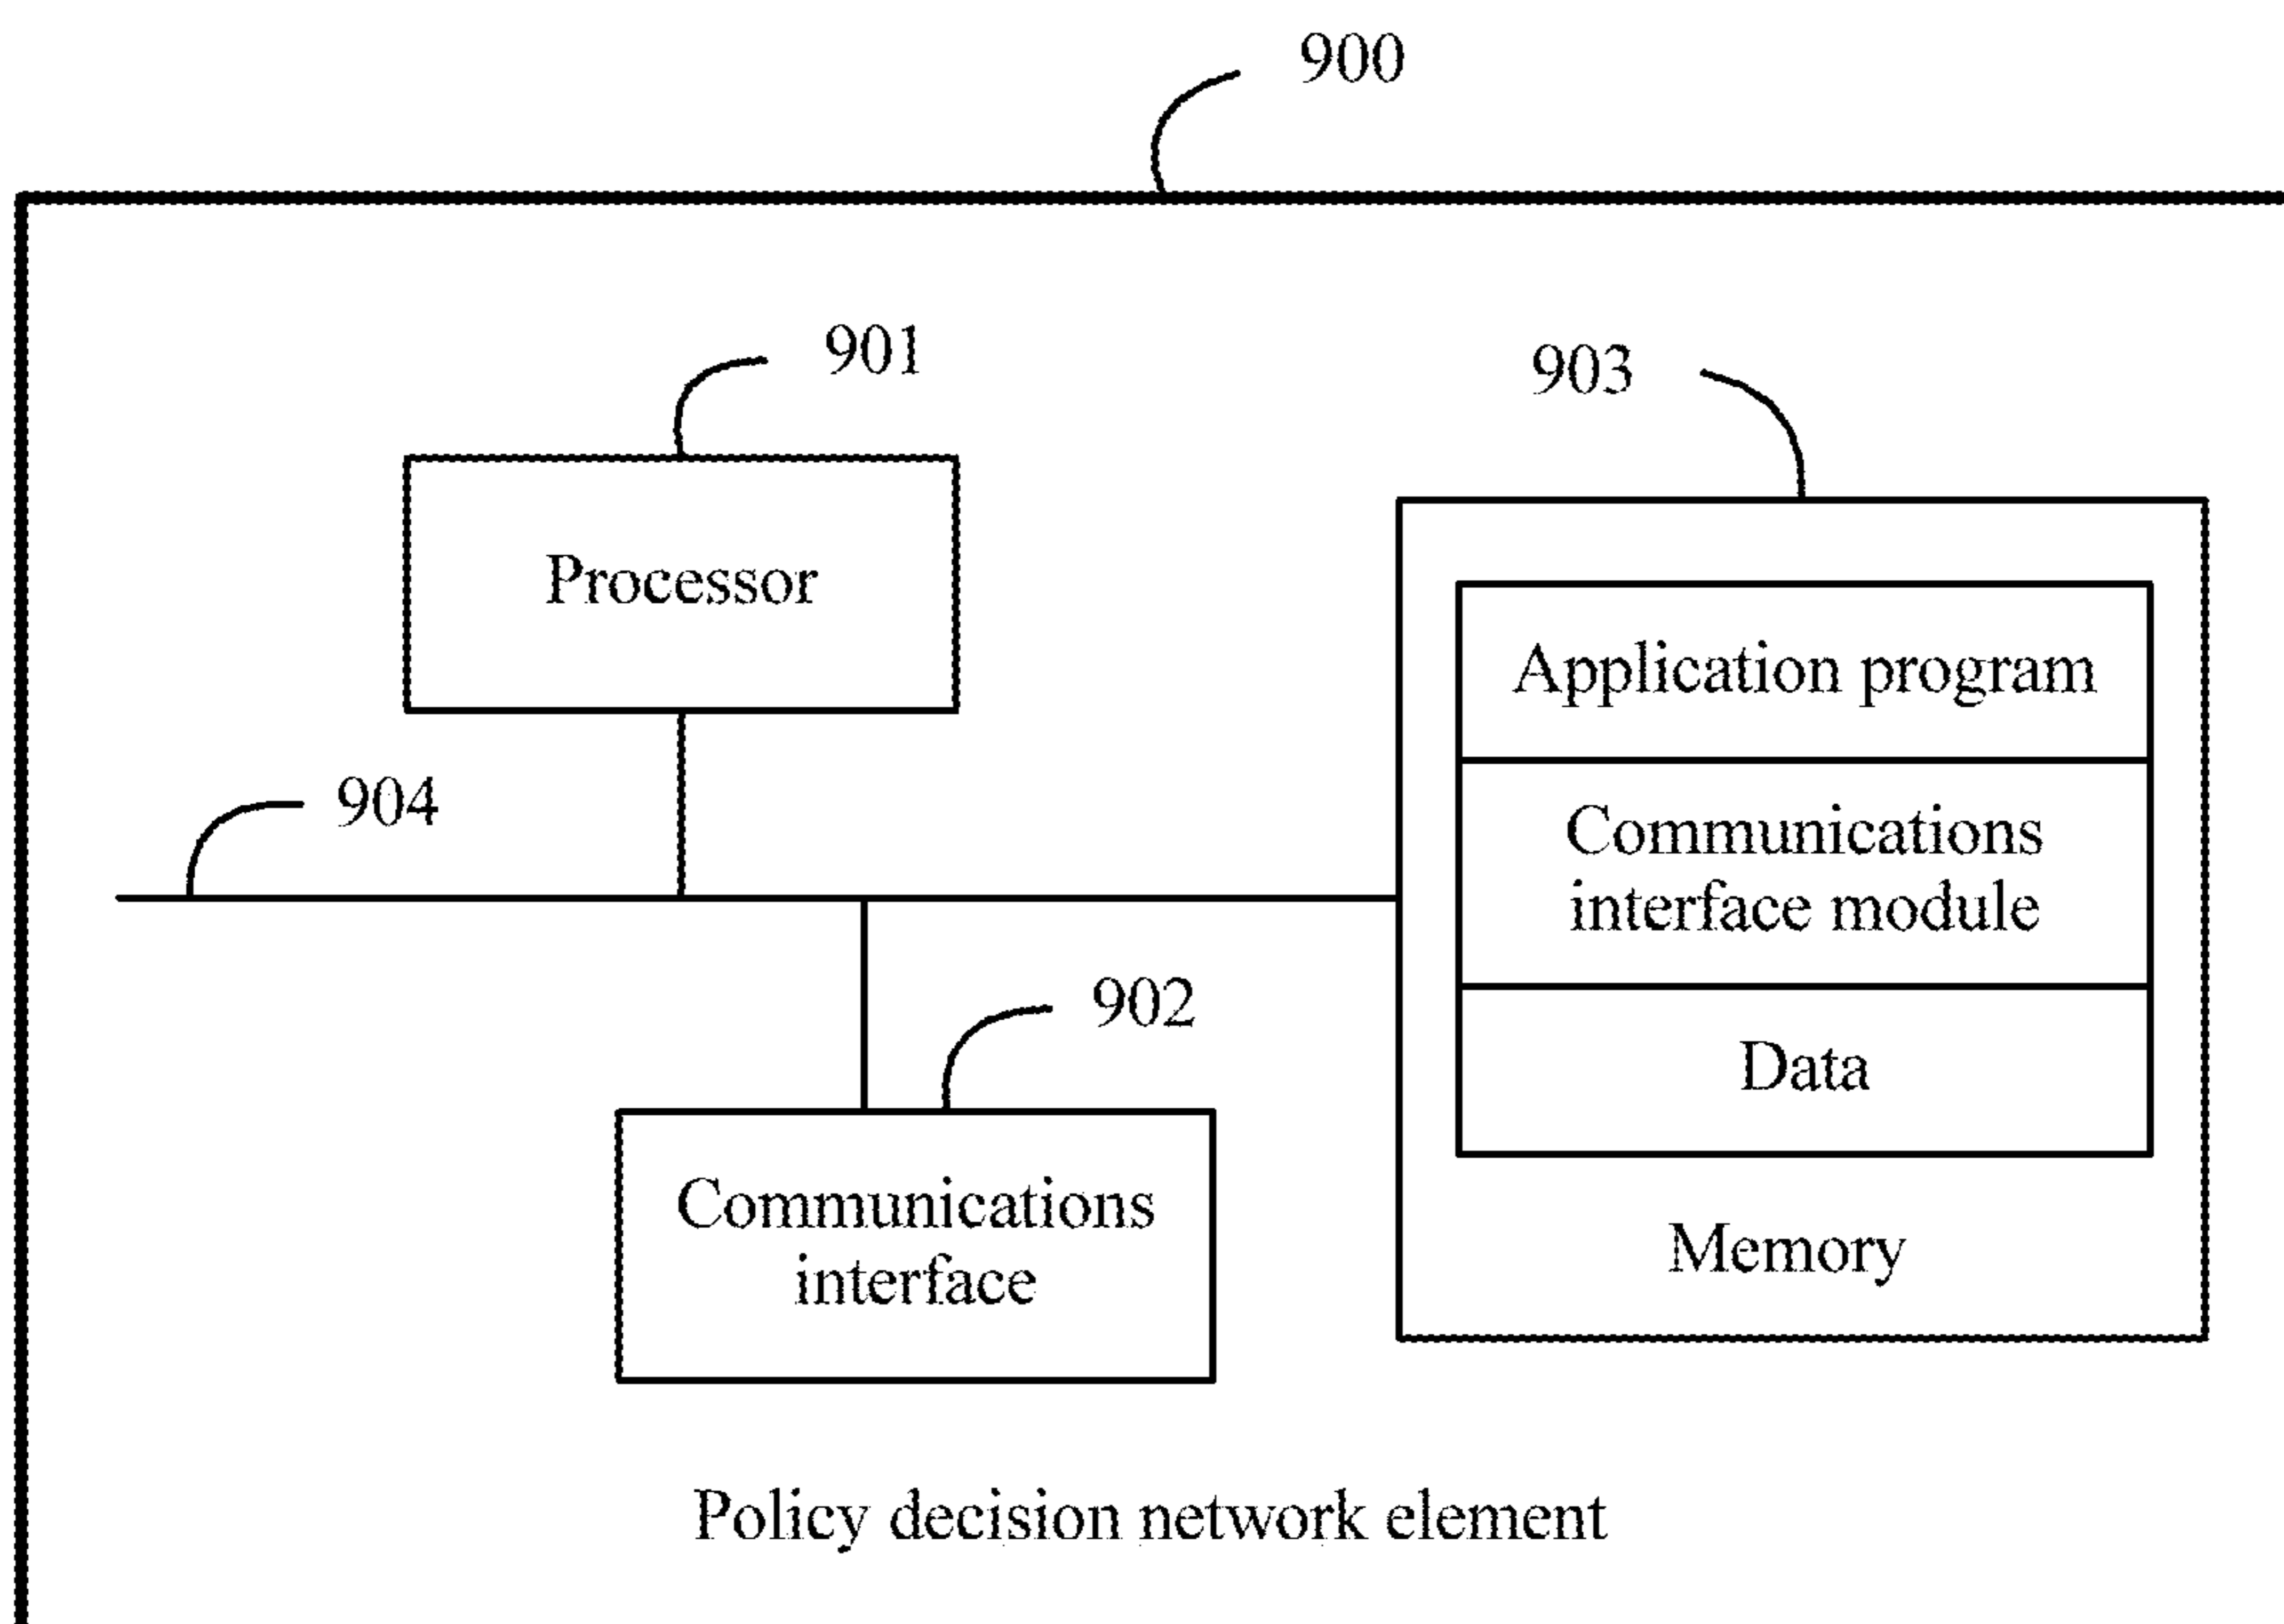 900
901
903
Processor
Application program
904
Communications
interface module
902
Data
Communications
interface
Memory
Policy decision network element